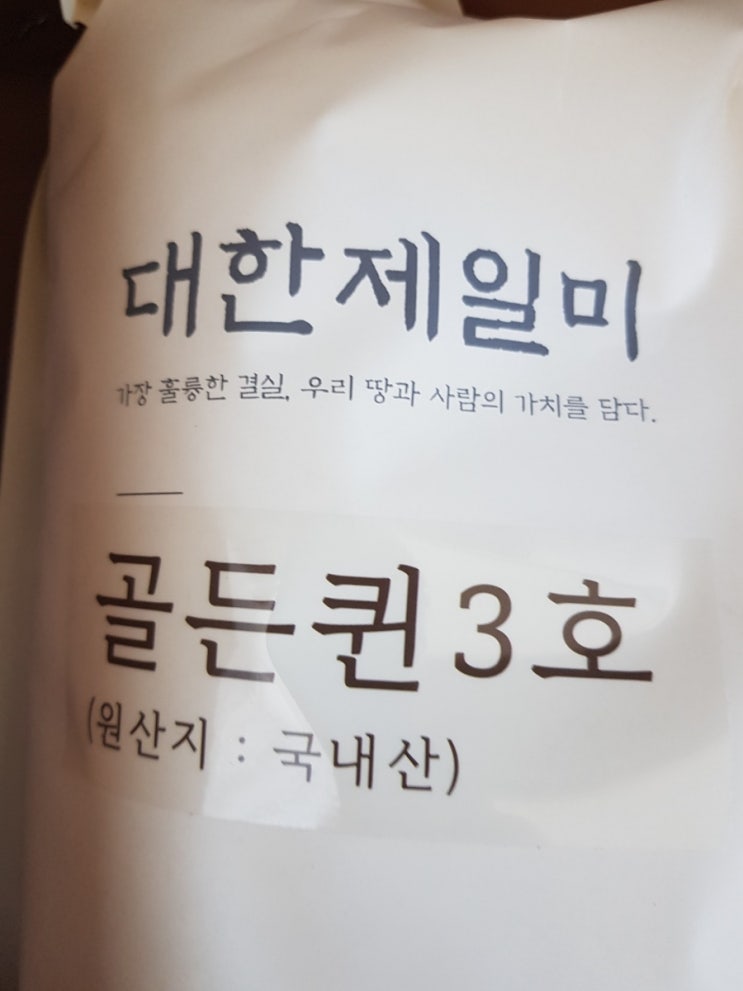 대한제일미
가장 훌륭한 결실, 우리 땅과 사람의 가치를 담다.
골든퀸 3호
(원산지 : 국내산)